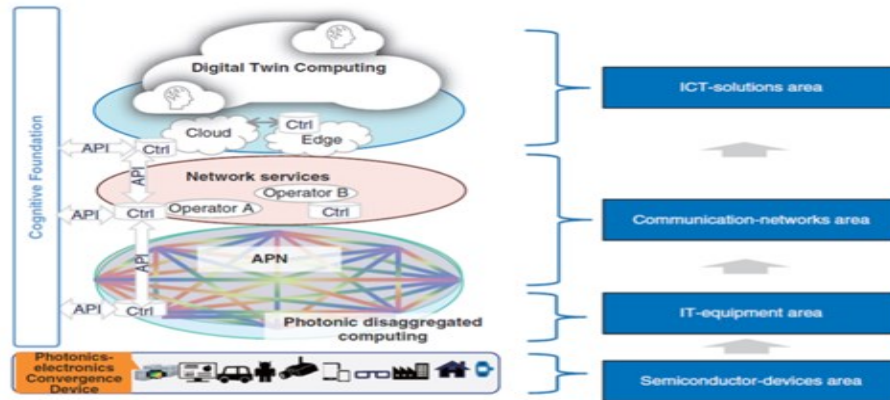 Cognitive Foundation
Digital Twin Computing
ICT-solutions area
Cloud
Ctrl
Edge
API
Ctrl
API
Network services
Operator B
Operator A
Ctrl
API
Ctrl
Communication-networks area
API
APN
API
Ctrl
Photonic disaggregated
computing
IT-equipment area
Photonics-
electronics
Convergence
Device
Semiconductor-devices area